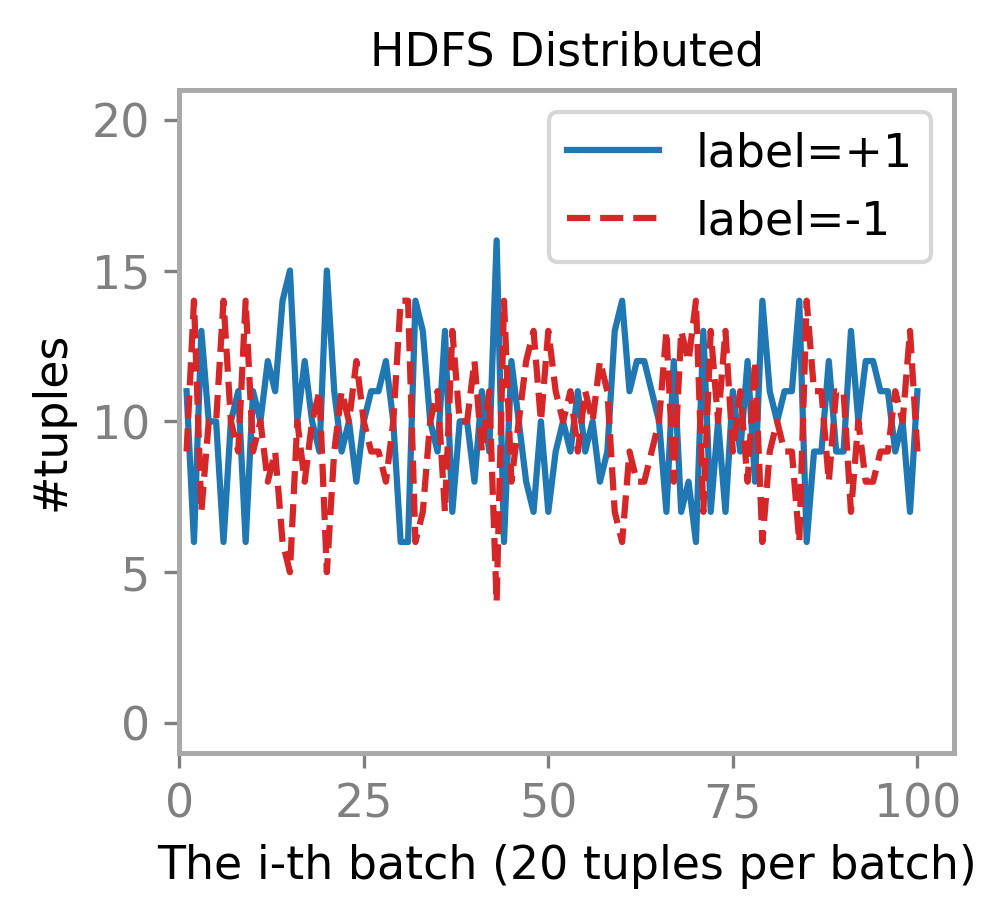 HDFS Distributed
label=+1
label=-1
#tuples
20
15
10
5
0
0 25 50 75 100
The i-th batch (20 tuples per batch)